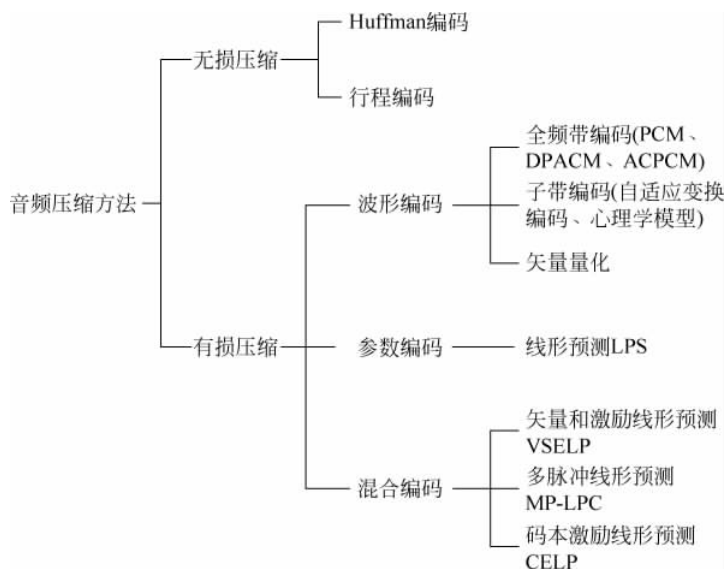 音频压缩方法
无损压缩
Huffman编码
行程编码
有损压缩
波形编码
全频带编码(PCM、
DPACM、ACPCM)
子带编码(自适应变换
编码、心理学模型)
矢量量化
参数编码
线形预测LPS
混合编码
矢量和激励线形预测
VSELP
多脉冲线形预测
MP-LPC
码本激励线形预测
CELP